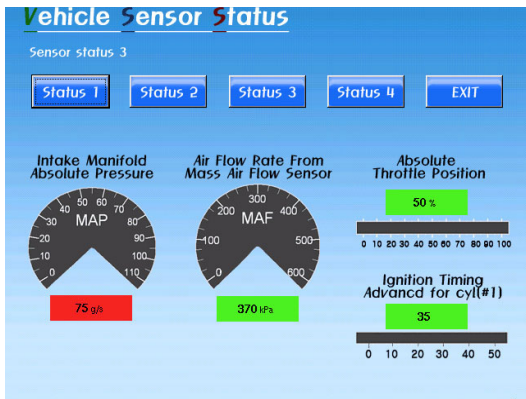 Vehicle Sensor Status
Sensor status 3
Status 1
Status 2
Status 3
Status 4
EXIT
Intake Manifold
Absolute Pressure
MAP
0 10 20 30 40 50 60 70 80 90 100 110
75 g/s
Air Flow Rate From
Mass Air Flow Sensor
MAF
0 100 200 300 400 500 600
370 kPa
Absolute
Throttle Position
50 %
0 10 20 30 40 50 60 70 80 90 100
Ignition Timing
Advancd for cyl(#1)
35
0 10 20 30 40 50